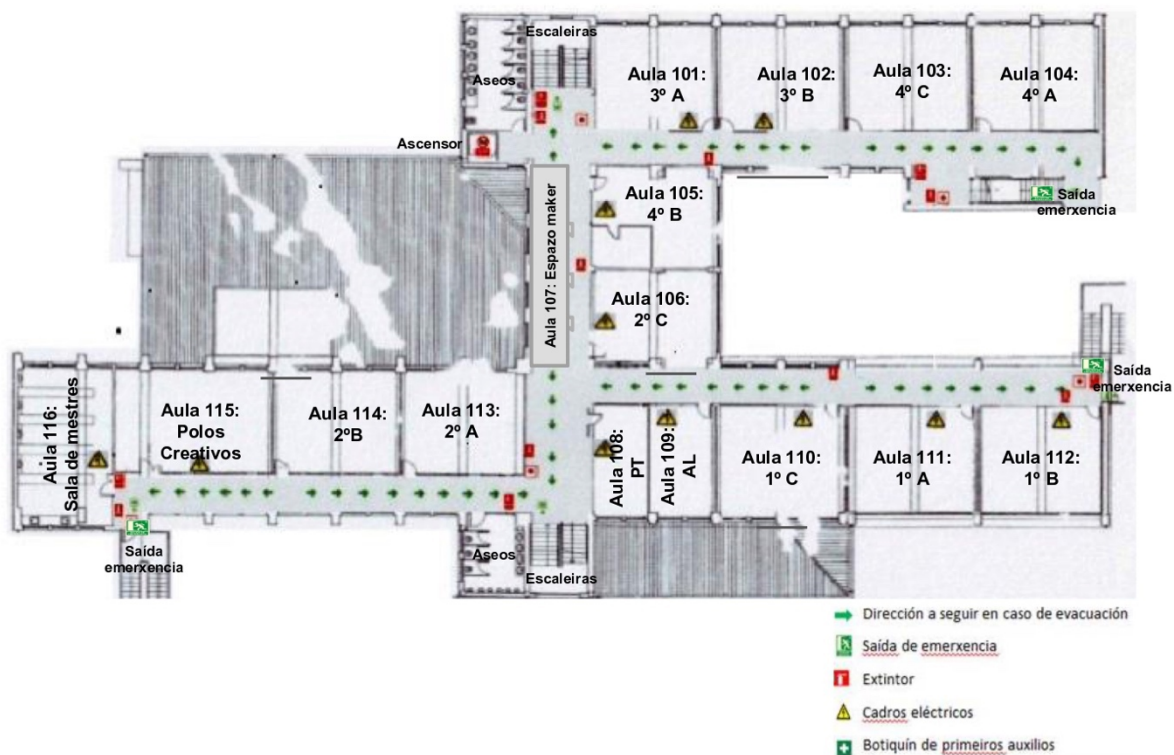 Escaleiras
Aseos
Ascensor
Aula 101:
3º A
Aula 102:
3º B
Aula 103:
4º C
Aula 104:
4º A
Saída
emerxencia
Aula 105:
4º B
Aula 107: Espazo maker
Aula 106:
2º C
Saída
emerxencia
Aula 116:
Sala de mestres
Aula 115:
Polos
Creativos
Aula 114:
2ºB
Aula 113:
2º A
Aula 108:
PT
Aula 109:
AL
Aula 110:
1º C
Aula 111:
1º A
Aula 112:
1º B
Saída
emerxencia
Aseos
Escaleiras
Dirección a seguir en caso de evacuación
Saída de emerxencia
Extintor
Cadros eléctricos
Botiquín de primeiros auxilios